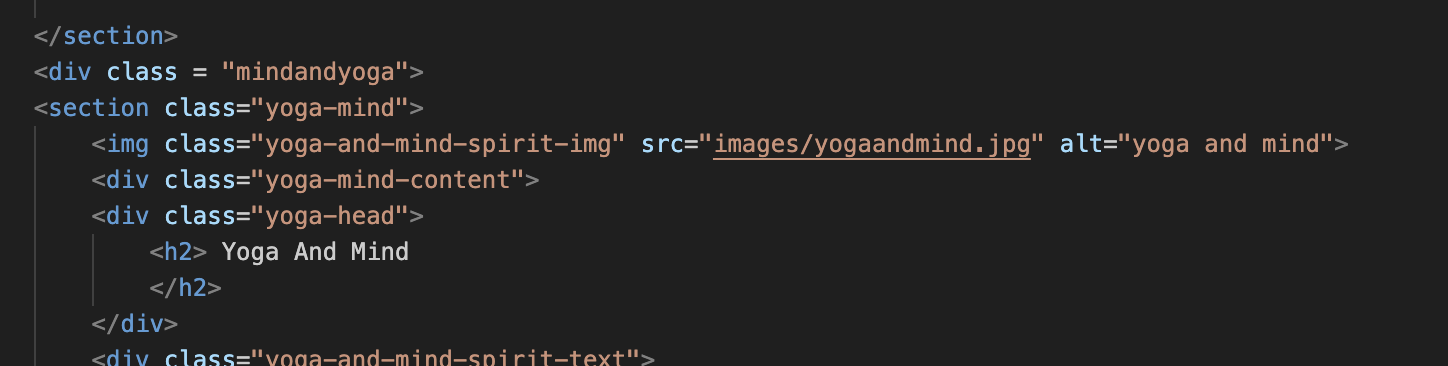 </section>
<div class = "mindandyoga">
<section class="yoga-mind">
<img class="yoga-and-mind-spirit-img" src="images/yogaandmind.jpg" alt="yoga and mind">
<div class="yoga-mind-content">
<div class="yoga-head">
<h2> Yoga And Mind
</h2>
</div>
<div class="yoga-and-mind-spirit-text">